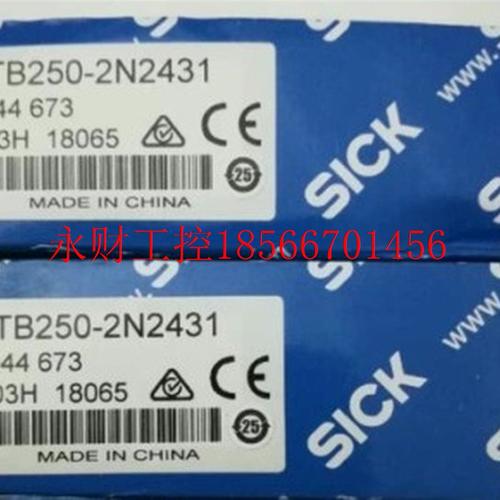 TB250-2N2431
44 673
03H 18065
CE
25
MADE IN CHINA
SICK
www.s
永财工控18566701456
TB250-2N2431
44 673
03H 18065
CE
25
MADE IN CHINA
SICK